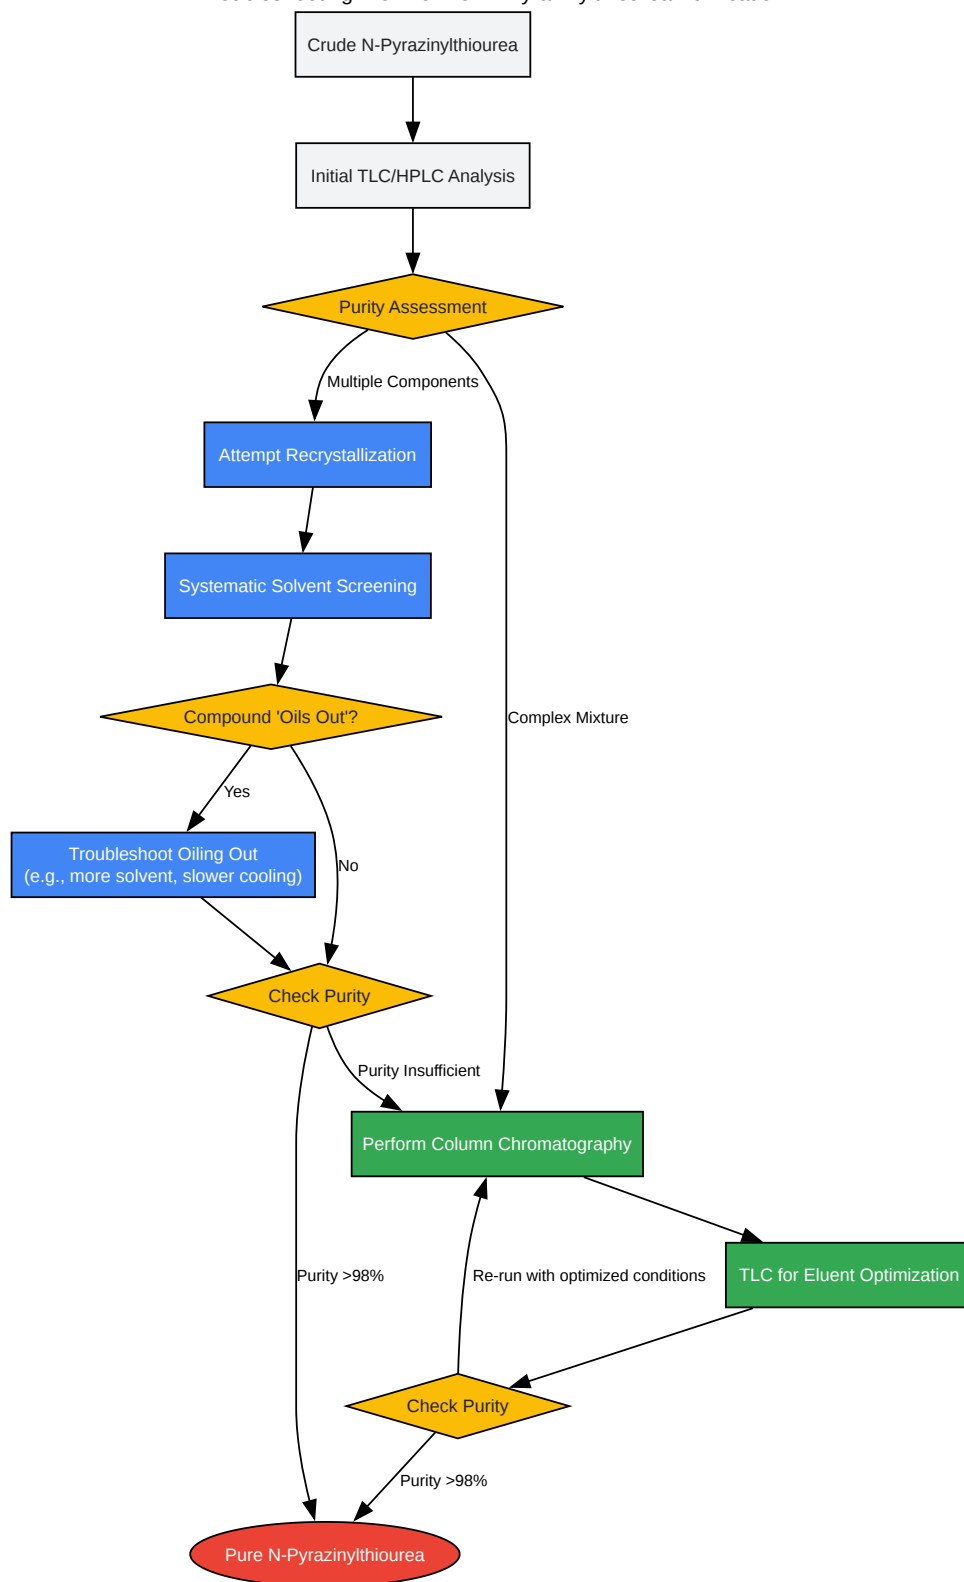 Crude N-Pyrazinylthiourea
Initial TLC/HPLC Analysis
Purity Assessment
Multiple Components
Attempt Recrystallization
Systematic Solvent Screening
Compound 'Oils Out'?
Complex Mixture
Yes
Troubleshoot Oiling Out
(e.g., more solvent, slower cooling)
No
Check Purity
Purity Insufficient
Perform Column Chromatography
Purity >98%
Re-run with optimized conditions
TLC for Eluent Optimization
Check Purity
Purity >98%
Pure N-Pyrazinylthiourea